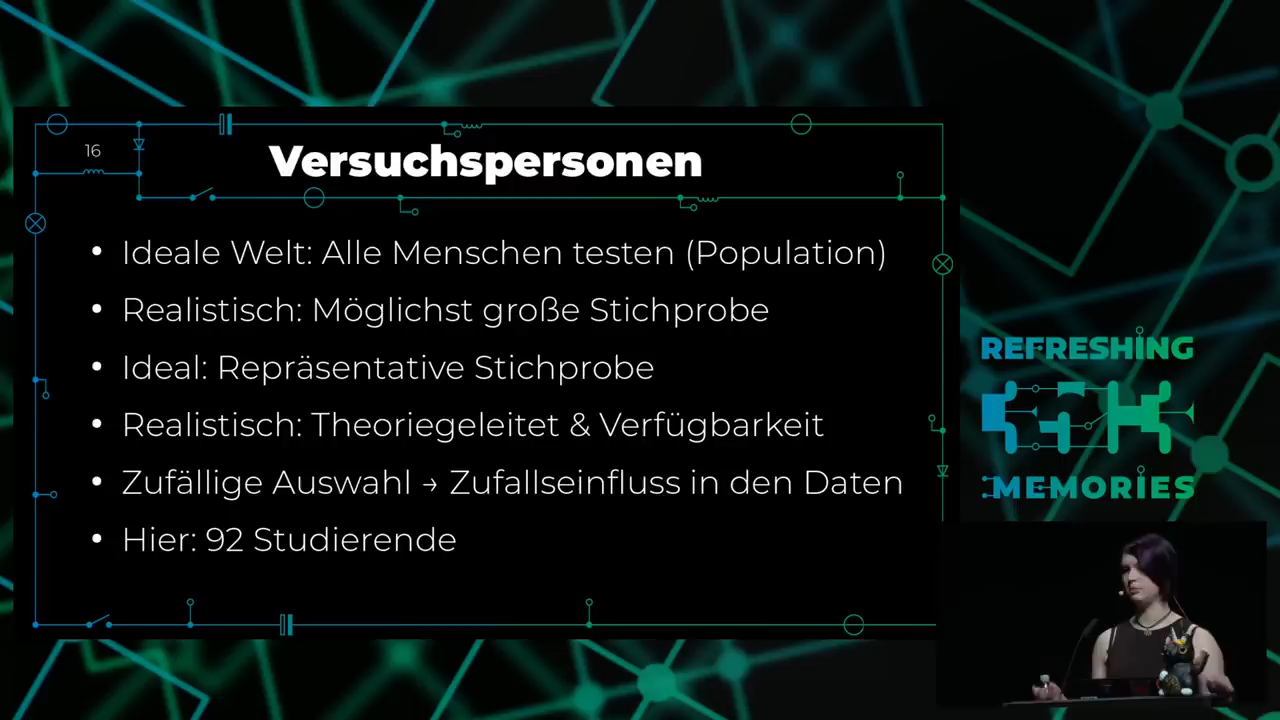 16
Versuchspersonen
• Ideale Welt: Alle Menschen testen (Population)
• Realistisch: Möglichst große Stichprobe
• Ideal: Repräsentative Stichprobe
• Realistisch: Theoriegeleitet & Verfügbarkeit
• Zufällige Auswahl → Zufallseinfluss in den Daten
• Hier: 92 Studierende
REFRESHING
MEMORIES